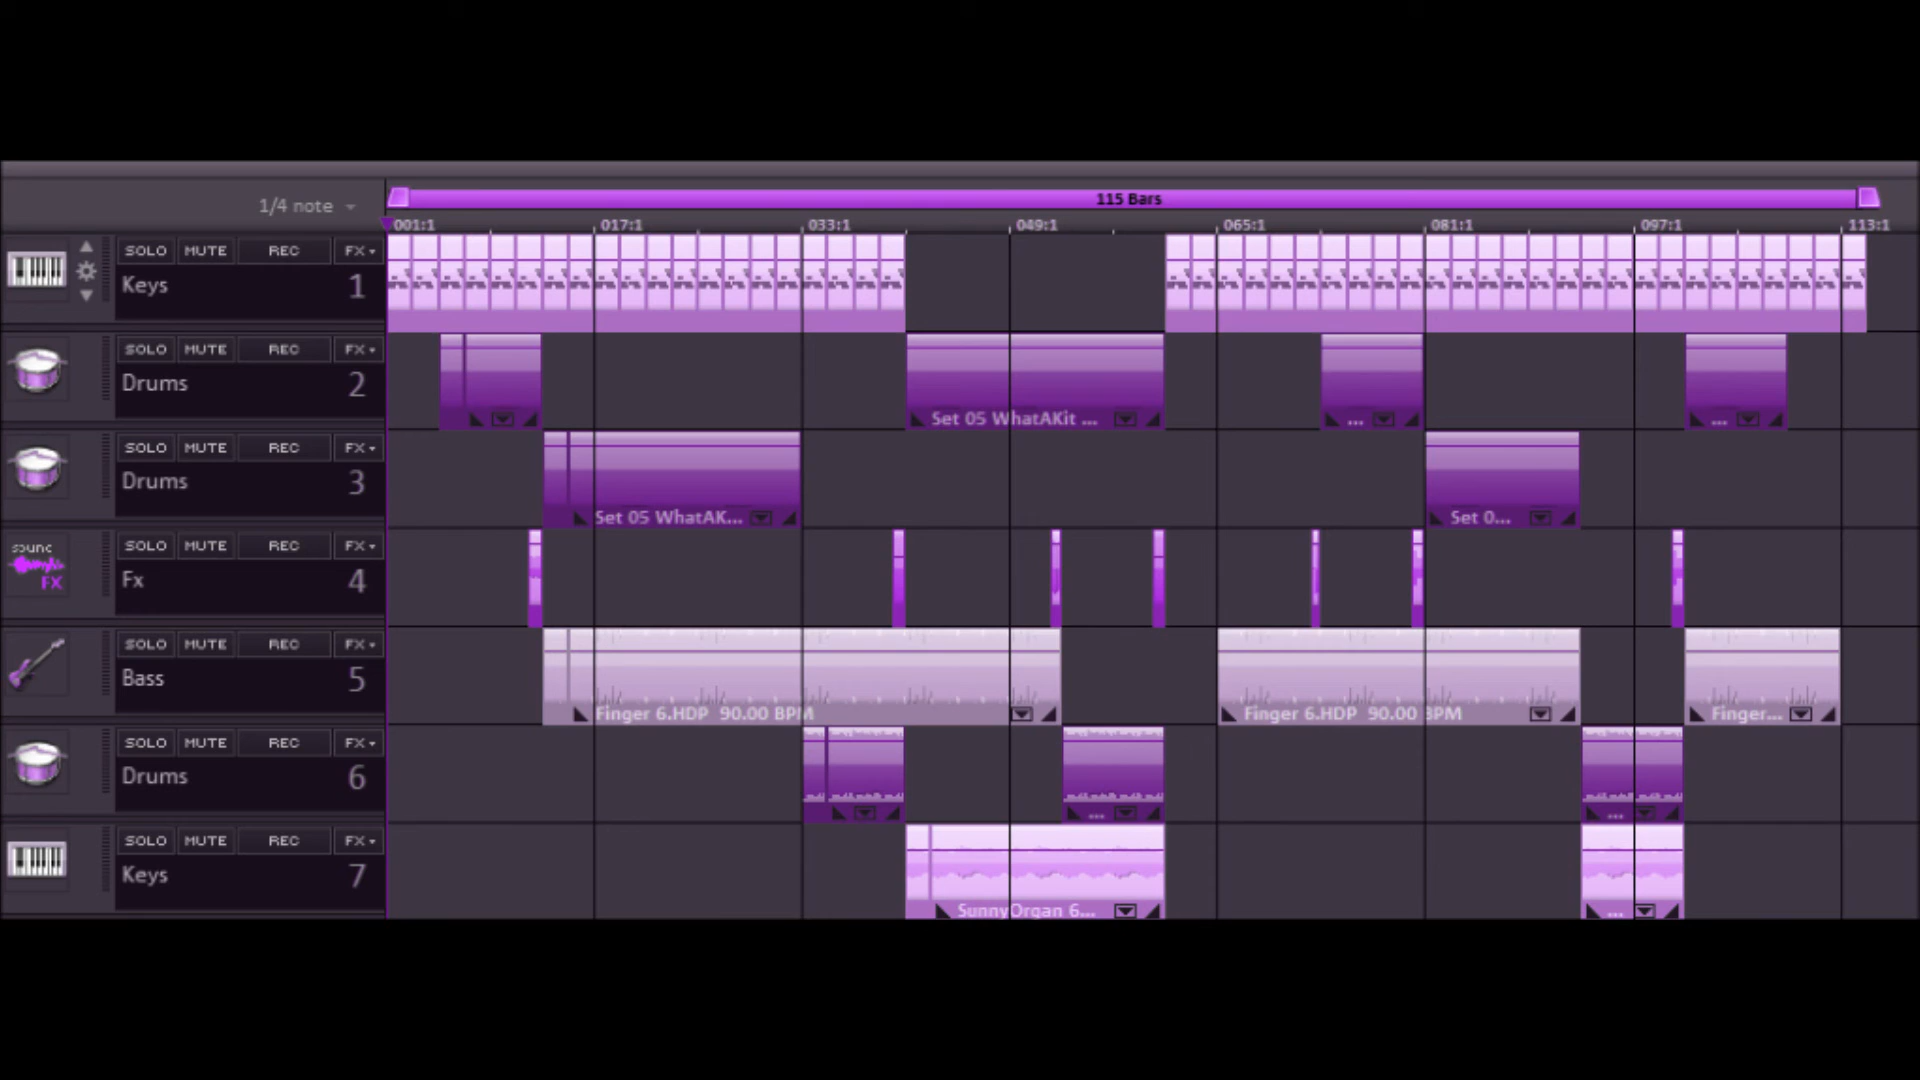 115 Bars
1/4 note
001:1 017:1 033:1 049:1 065:1 081:1 097:1 113:1
SOLO MUTE REC FX
Keys 1
SOLO MUTE REC FX
Drums 2
Set 05 WhatAKit ... ... ...
SOLO MUTE REC FX
Drums 3
Set 05 WhatAK... Set 0...
sound FX
SOLO MUTE REC FX
Fx 4
SOLO MUTE REC FX
Bass 5
Finger 6.HDP 90.00 BPM Finger 6.HDP 90.00 BPM Finger...
SOLO MUTE REC FX
Drums 6
... ...
SOLO MUTE REC FX
Keys 7
SunnyOrgan 6... ...